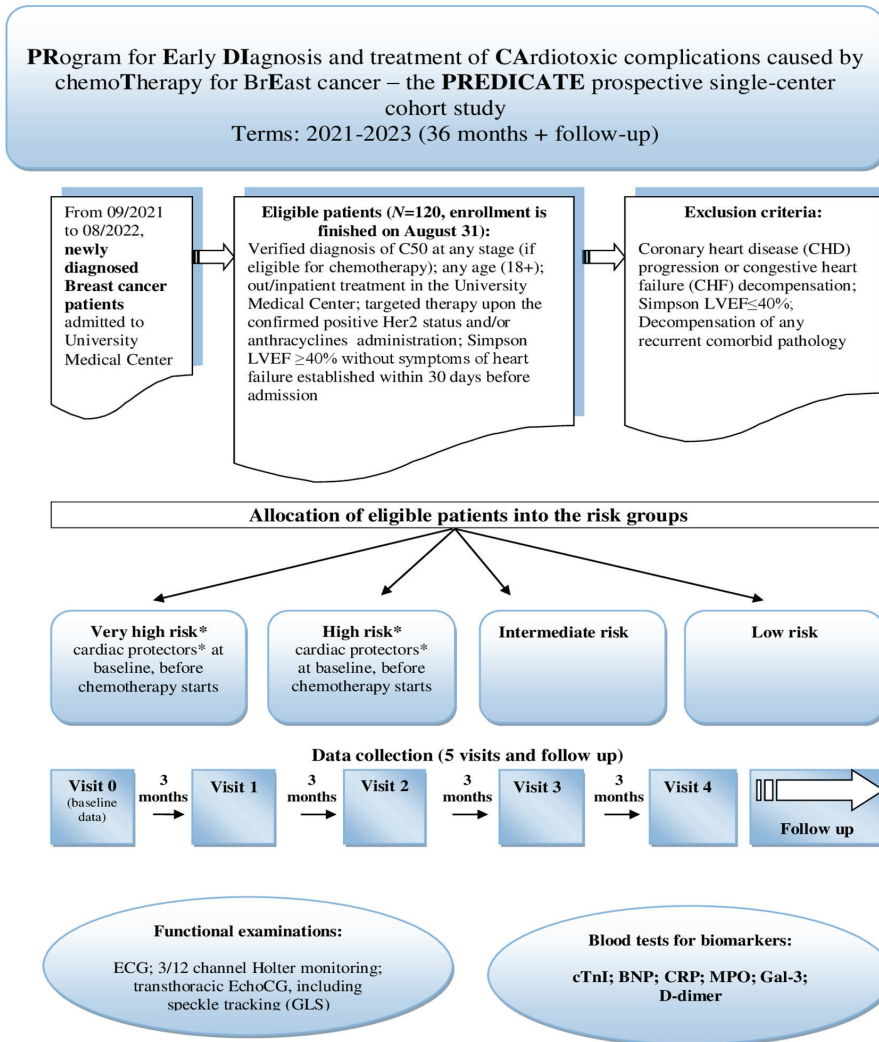 PRogram for Early DIagnosis and treatment of CArdiotoxic complications caused by
chemoTherapy for BrEast cancer – the PREDICATE prospective single-center
cohort study
Terms: 2021-2023 (36 months + follow-up)
From 09/2021
to 08/2022,
newly
diagnosed
Breast cancer
patients
admitted to
University
Medical Center
Eligible patients (N=120, enrollment is
finished on August 31):
Verified diagnosis of C50 at any stage (if
eligible for chemotherapy); any age (18+);
out/inpatient treatment in the University
Medical Center; targeted therapy upon the
confirmed positive Her2 status and/or
anthracyclines administration; Simpson
LVEF ≥40% without symptoms of heart
failure established within 30 days before
admission
Exclusion criteria:
Coronary heart disease (CHD)
progression or congestive heart
failure (CHF) decompensation;
Simpson LVEF≤40%;
Decompensation of any
recurrent comorbid pathology
Allocation of eligible patients into the risk groups
Very high risk*
cardiac protectors* at
baseline, before
chemotherapy starts
High risk*
cardiac protectors*
at baseline, before
chemotherapy starts
Intermediate risk
Low risk
Data collection (5 visits and follow up)
Visit 0
(baseline
data)
3
months
Visit 1
3
months
Visit 2
3
months
Visit 3
3
months
Visit 4
Follow up
Functional examinations:
ECG; 3/12 channel Holter monitoring;
transthoracic EchoCG, including
speckle tracking (GLS)
Blood tests for biomarkers:
cTnI; BNP; CRP; MPO; Gal-3;
D-dimer